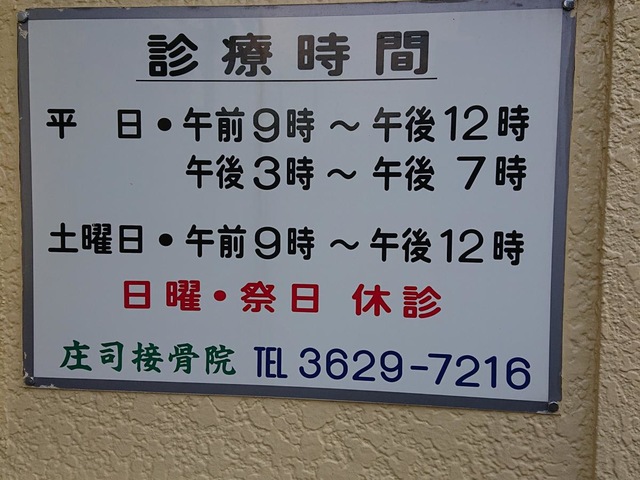 診療時間
平　日・午前9時～午後12時
午後3時～午後 7時
土曜日・午前9時～午後12時
日曜・祭日 休診
庄司接骨院 TEL 3629-7216